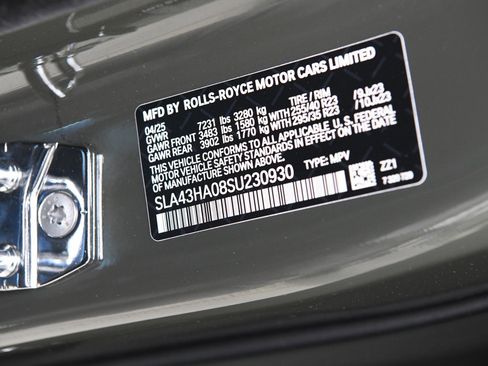 MFD BY ROLLS-ROYCE MOTOR CARS LIMITED
04/25 TIRE / RIM
GVWR 7231 lbs 3280 kg
GAWR FRONT 3483 lbs 1580 kg WITH 255/40 R23 / 9Jx23
GAWR REAR 3902 lbs 1770 kg WITH 295/35 R23 / 10Jx23
THIS VEHICLE CONFORMS TO ALL APPLICABLE U.S. FEDERAL
MOTOR VEHICLE SAFETY STANDARDS IN EFFECT ON THE DATE
OF MANUFACTURE SHOWN ABOVE.
SLA43HA08SU230930 TYPE: MPV
ZZ1